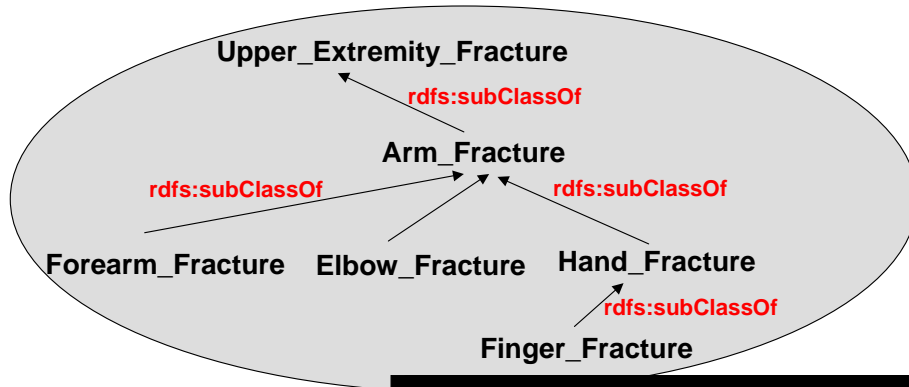 Upper_Extremity_Fracture
rdfs:subClassOf
Arm_Fracture
rdfs:subClassOf
rdfs:subClassOf
Forearm_Fracture
Elbow_Fracture
Hand_Fracture
rdfs:subClassOf
Finger_Fracture